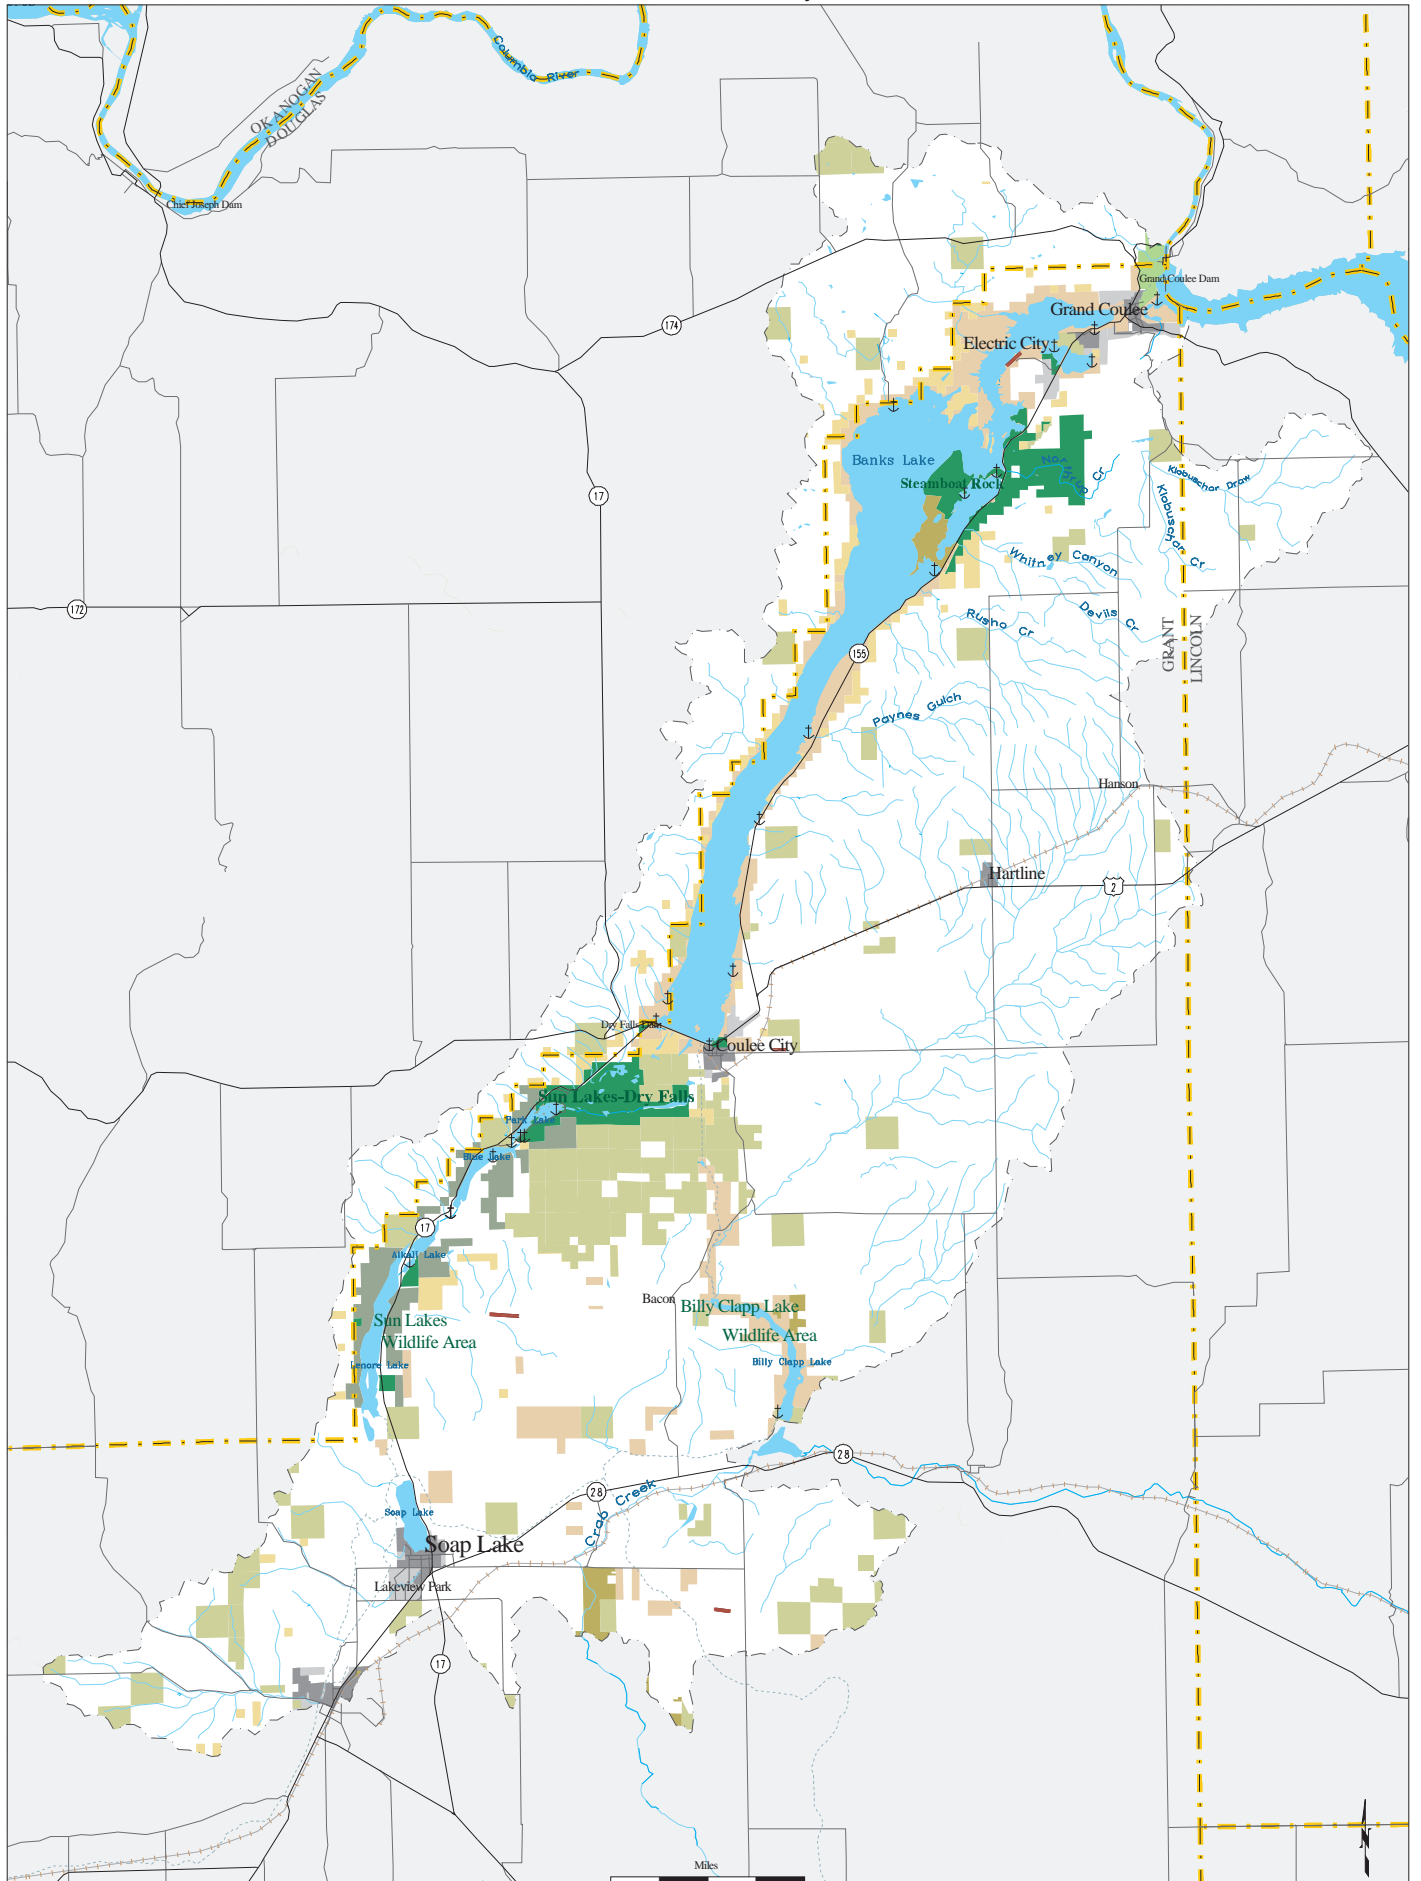 Columbia River
OKANOGAN
DOUGLAS
Chief Joseph Dam
Grand Coulee Dam
Grand Coulee
174
Electric City
Banks Lake
Northrup Cr
Steamboat Rock
Klobuschar Draw
17
Klobuschar Cr
Whitney Canyon
172
Rusho Cr
Devils Cr
GRANT
LINCOLN
155
Paynes Gulch
Hanson
Hartline
2
Dry Falls Dam
Coulee City
Sun Lakes-Dry Falls
Park Lake
Blue Lake
17
Alkali Lake
Bacon
Billy Clapp Lake
Wildlife Area
Sun Lakes
Wildlife Area
Lenore Lake
Billy Clapp Lake
28
28
Crab Creek
Soap Lake
Soap Lake
Lakeview Park
17
N
Miles